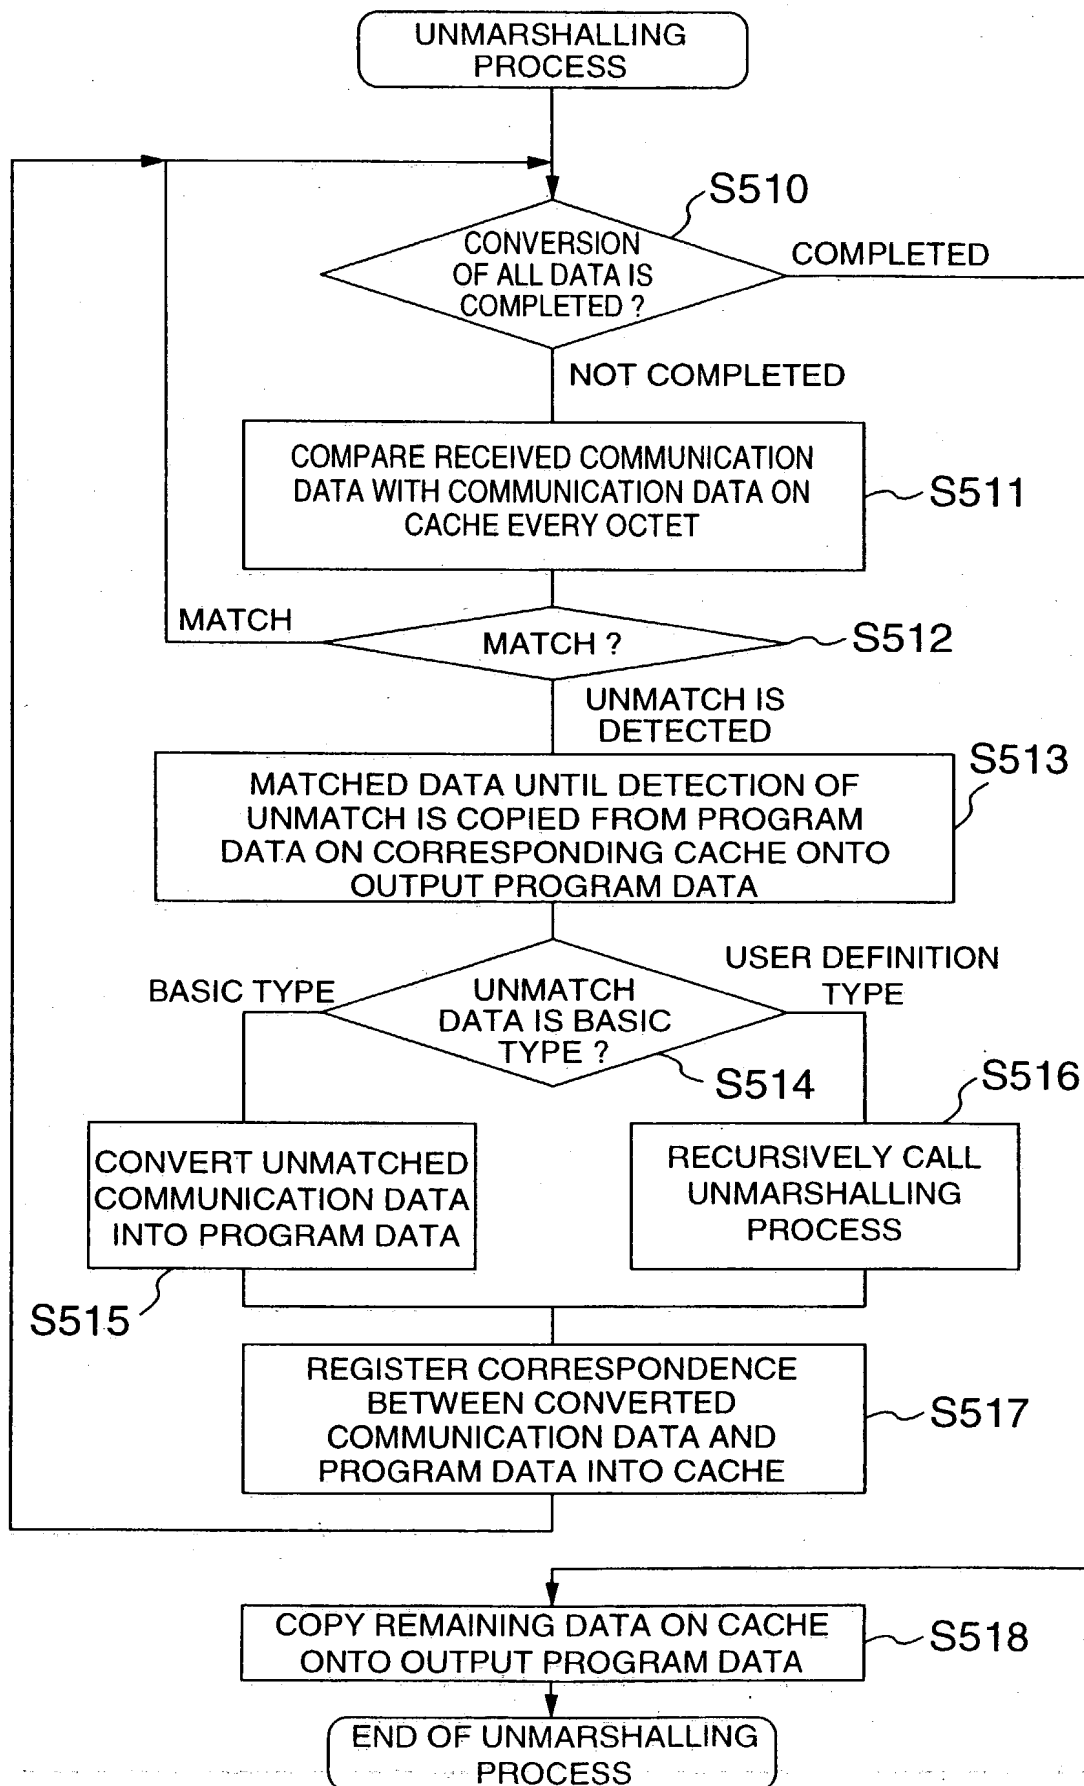 UNMARSHALLING
PROCESS
S510
CONVERSION
OF ALL DATA IS
COMPLETED ?
COMPLETED
NOT COMPLETED
COMPARE RECEIVED COMMUNICATION
DATA WITH COMMUNICATION DATA ON
CACHE EVERY OCTET
S511
MATCH
MATCH ?
S512
UNMATCH IS
DETECTED
S513
MATCHED DATA UNTIL DETECTION OF
UNMATCH IS COPIED FROM PROGRAM
DATA ON CORRESPONDING CACHE ONTO
OUTPUT PROGRAM DATA
BASIC TYPE
UNMATCH
DATA IS BASIC
TYPE ?
USER DEFINITION
TYPE
S514
S516
CONVERT UNMATCHED
COMMUNICATION DATA
INTO PROGRAM DATA
RECURSIVELY CALL
UNMARSHALLING
PROCESS
S515
REGISTER CORRESPONDENCE
BETWEEN CONVERTED
COMMUNICATION DATA AND
PROGRAM DATA INTO CACHE
S517
COPY REMAINING DATA ON CACHE
ONTO OUTPUT PROGRAM DATA
S518
END OF UNMARSHALLING
PROCESS